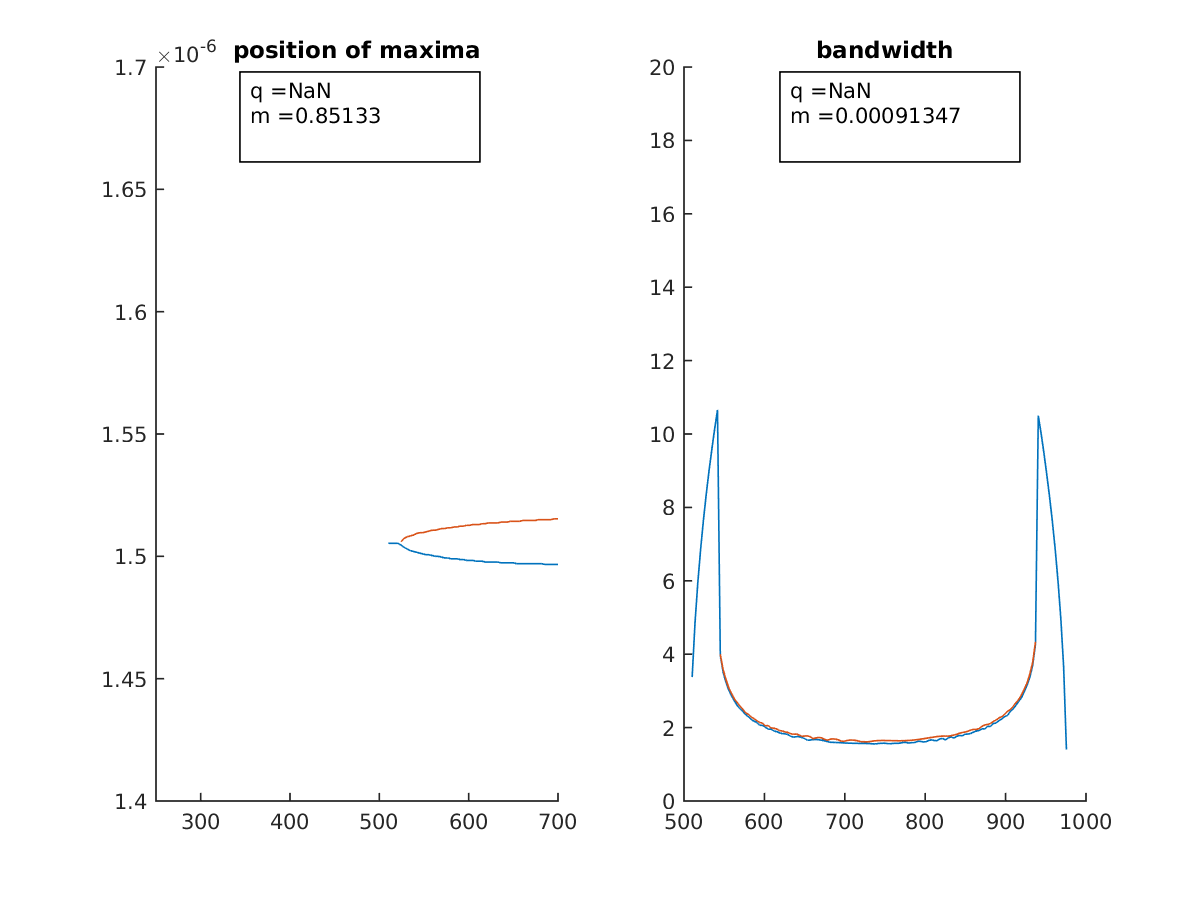 position of maxima
×10-6
q =NaN
m =0.85133
1.7
1.65
1.6
1.55
1.5
1.45
1.4
300 400 500 600 700
bandwidth
q =NaN
m =0.00091347
20
18
16
14
12
10
8
6
4
2
0
500 600 700 800 900 1000